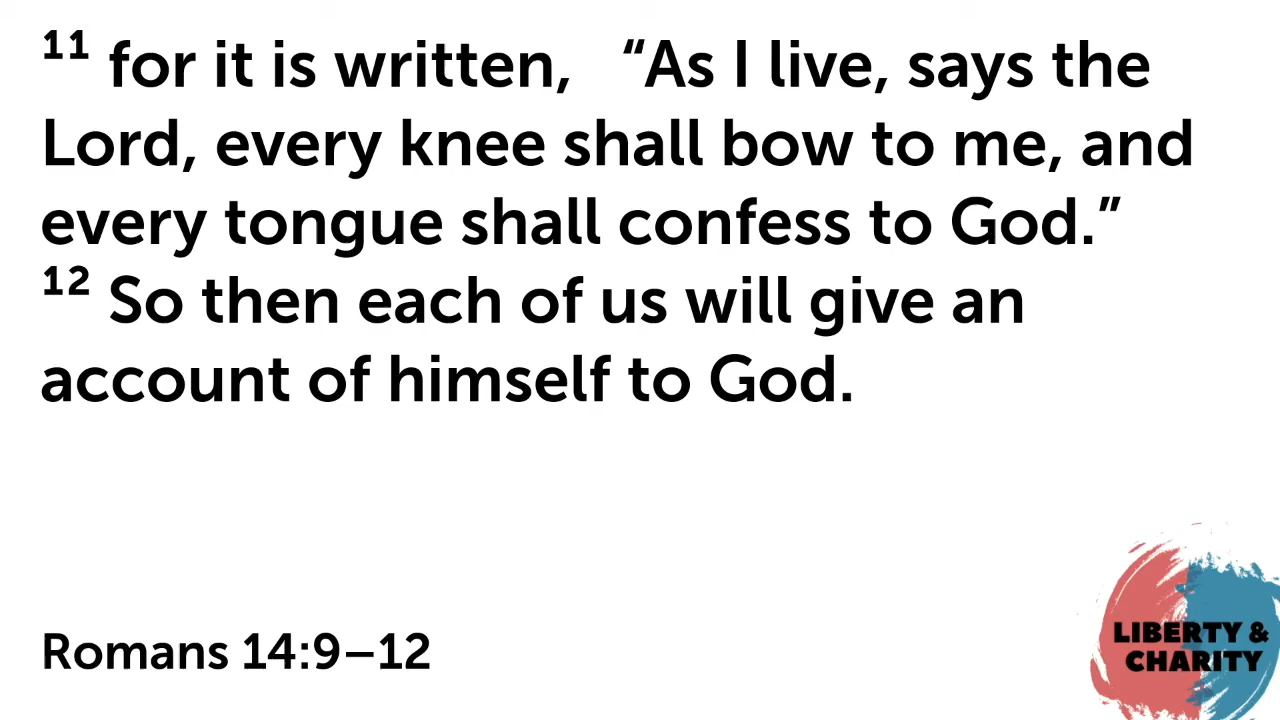 ¹¹ for it is written, “As I live, says the
Lord, every knee shall bow to me, and
every tongue shall confess to God.”
¹² So then each of us will give an
account of himself to God.
Romans 14:9–12
LIBERTY &
CHARITY